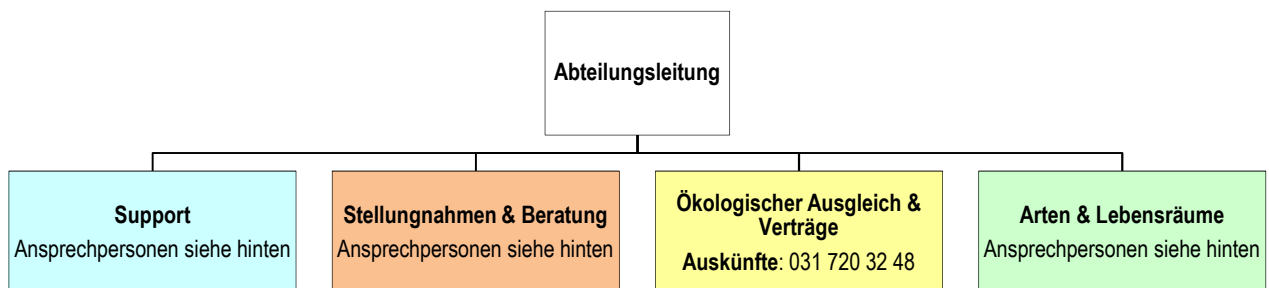 Abteilungsleitung
Support
Ansprechpersonen siehe hinten
Stellungnahmen & Beratung
Ansprechpersonen siehe hinten
Ökologischer Ausgleich &
Verträge
Auskünfte: 031 720 32 48
Arten & Lebensräume
Ansprechpersonen siehe hinten